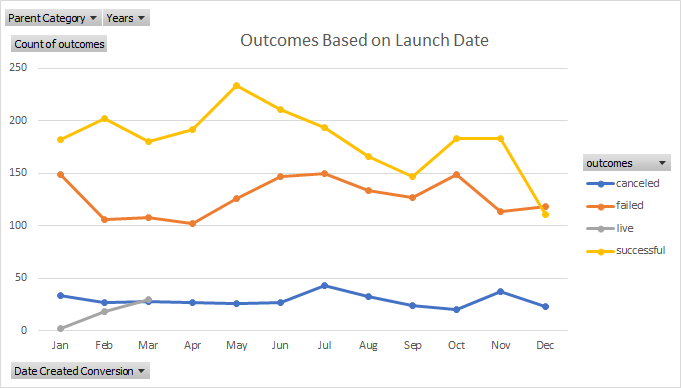 Parent Category Years
Count of outcomes
Outcomes Based on Launch Date
250
200
150
100
50
0
Jan Feb Mar Apr May Jun Jul Aug Sep Oct Nov Dec
outcomes
canceled
failed
live
successful
Date Created Conversion